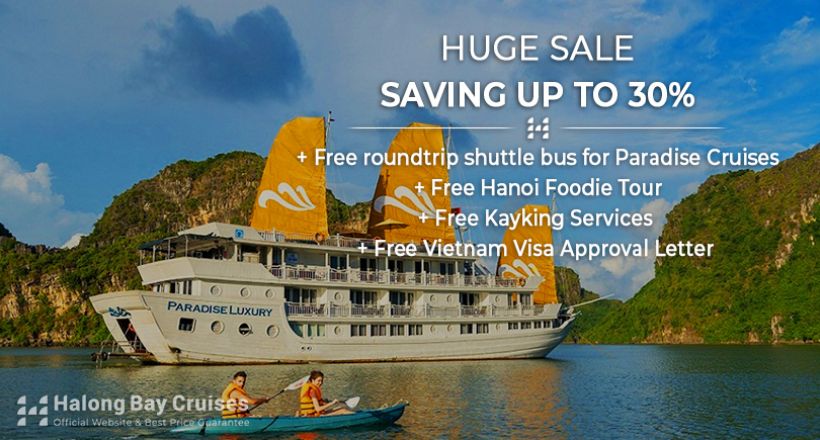 HUGE SALE
SAVING UP TO 30%
+ Free roundtrip shuttle bus for Paradise Cruises
+ Free Hanoi Foodie Tour
+ Free Kayking Services
+ Free Vietnam Visa Approval Letter
PARADISE LUXURY
Halong Bay Cruises
Official Website & Best Price Guarantee